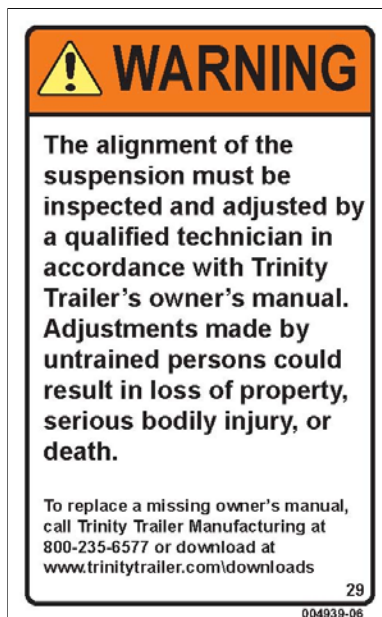 WARNING
The alignment of the
suspension must be
inspected and adjusted by
a qualified technician in
accordance with Trinity
Trailer's owner's manual.
Adjustments made by
untrained persons could
result in loss of property,
serious bodily injury, or
death.
To replace a missing owner's manual,
call Trinity Trailer Manufacturing at
800-235-6577 or download at
www.trinitytrailer.com\downloads
29
004939-06